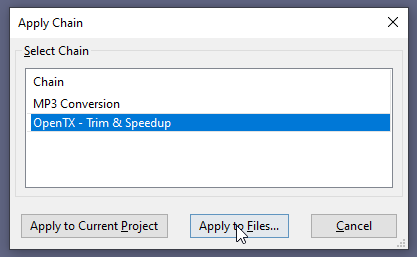 Apply Chain
Select Chain
Chain
MP3 Conversion
OpenTX - Trim & Speedup
Apply to Current Project
Apply to Files...
Cancel